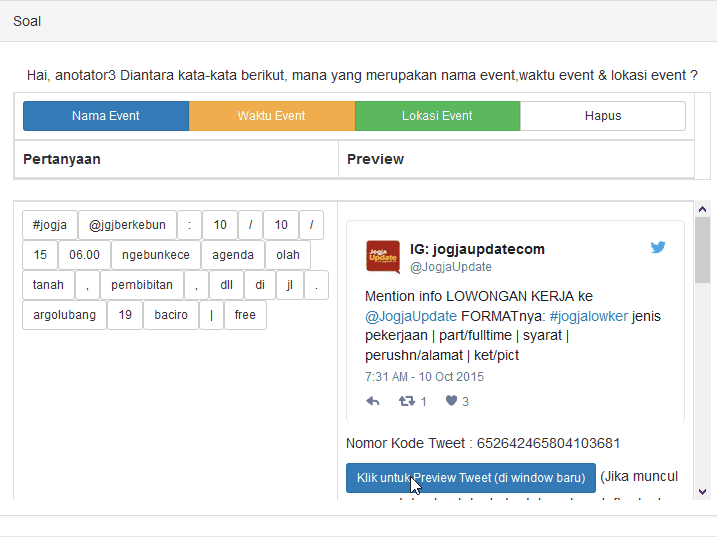 Soal
Hai, anotator3 Diantara kata-kata berikut, mana yang merupakan nama event,waktu event & lokasi event ?
Nama Event Waktu Event Lokasi Event Hapus
Pertanyaan Preview
#jogja @jgjberkebun : 10 / 10 /
15 06.00 ngebunkece agenda olah
tanah , pembibitan , dll di jl .
argolubang 19 baciro | free
Jogja Update
IG: jogjaupdatecom
@JogjaUpdate
Mention info LOWONGAN KERJA ke
@JogjaUpdate FORMATnya: #jogjalowker jenis
pekerjaan | part/fulltime | syarat |
perushn/alamat | ket/pict
7:31 AM - 10 Oct 2015
1 3
Nomor Kode Tweet : 652642465804103681
Klik untuk Preview Tweet (di window baru) (Jika muncul